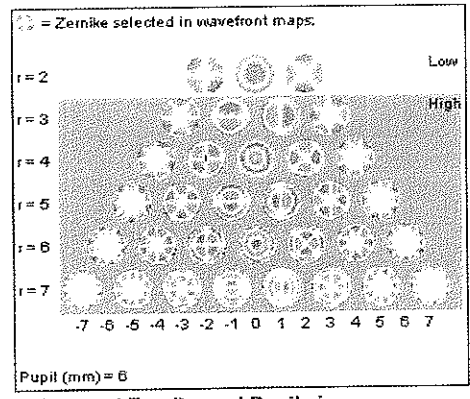 = Zernike selected in wavefront maps:
Low
r = 2
High
r = 3
r = 4
r = 5
r = 6
r = 7
-7 -6 -5 -4 -3 -2 -1 0 1 2 3 4 5 6 7
Pupil (mm) = 6